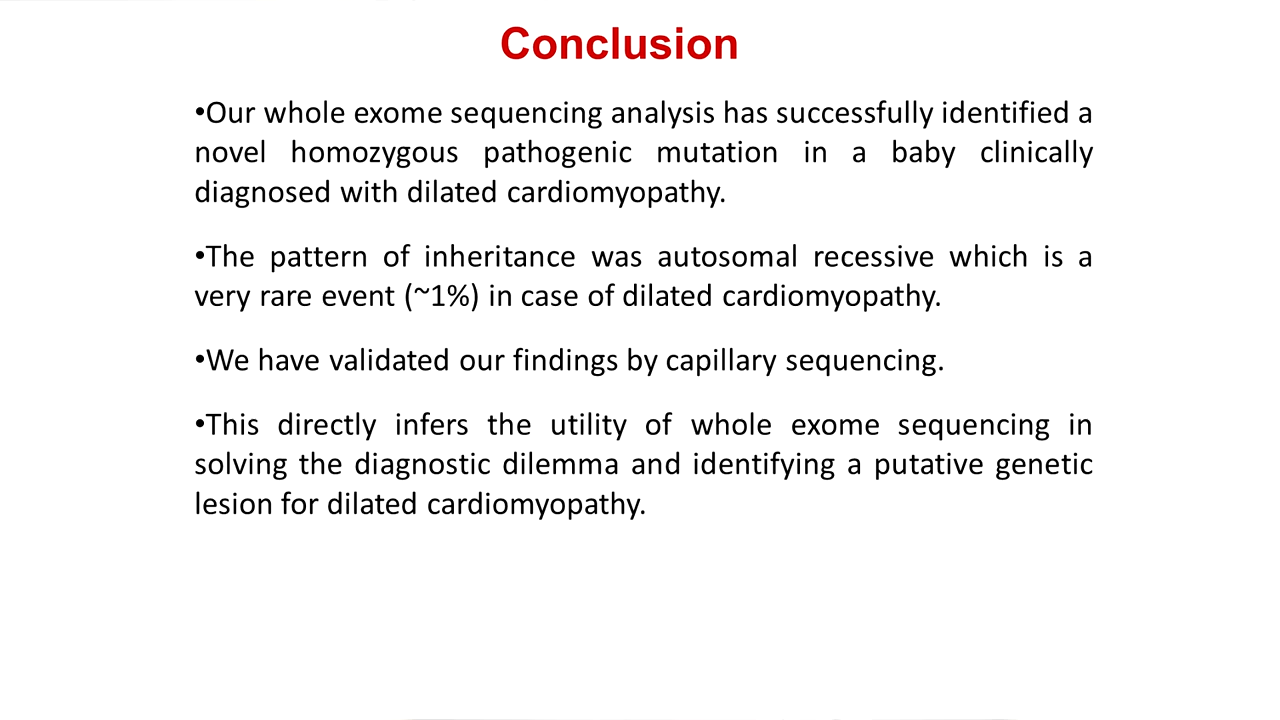 Conclusion
•Our whole exome sequencing analysis has successfully identified a
novel homozygous pathogenic mutation in a baby clinically
diagnosed with dilated cardiomyopathy.
•The pattern of inheritance was autosomal recessive which is a
very rare event (~1%) in case of dilated cardiomyopathy.
•We have validated our findings by capillary sequencing.
•This directly infers the utility of whole exome sequencing in
solving the diagnostic dilemma and identifying a putative genetic
lesion for dilated cardiomyopathy.